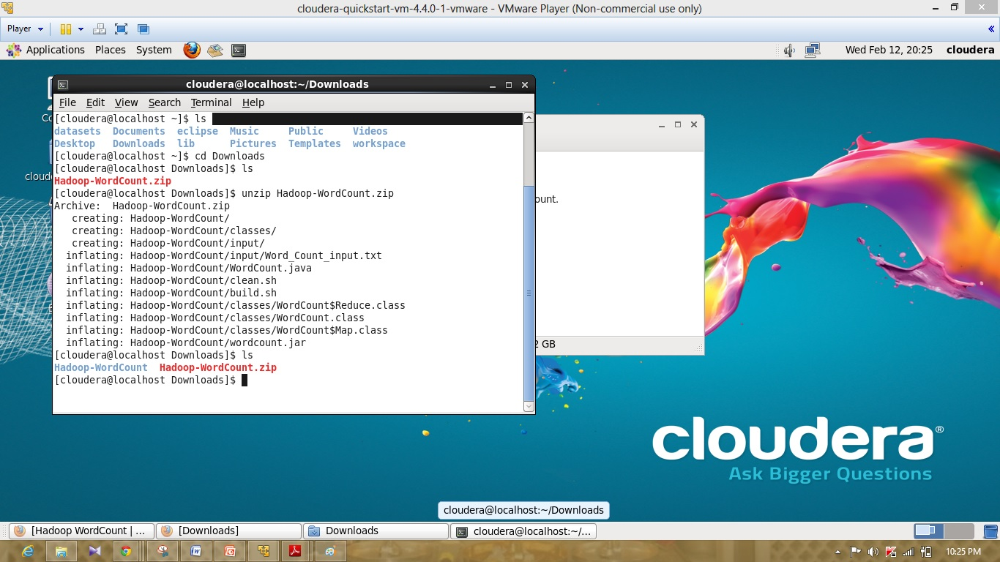 cloudera-quickstart-vm-4.4.0-1-vmware - VMware Player (Non-commercial use only)
Player
Applications Places System
Wed Feb 12, 20:25 cloudera
cloudera@localhost:~/Downloads
File Edit View Search Terminal Help
[cloudera@localhost ~]$ ls
datasets Documents eclipse Music Public Videos
Desktop Downloads lib Pictures Templates workspace
[cloudera@localhost ~]$ cd Downloads
[cloudera@localhost Downloads]$ ls
Hadoop-WordCount.zip
[cloudera@localhost Downloads]$ unzip Hadoop-WordCount.zip
Archive:  Hadoop-WordCount.zip
creating: Hadoop-WordCount/
creating: Hadoop-WordCount/classes/
creating: Hadoop-WordCount/input/
inflating: Hadoop-WordCount/input/Word_Count_input.txt
inflating: Hadoop-WordCount/WordCount.java
inflating: Hadoop-WordCount/clean.sh
inflating: Hadoop-WordCount/build.sh
inflating: Hadoop-WordCount/classes/WordCount$Reduce.class
inflating: Hadoop-WordCount/classes/WordCount.class
inflating: Hadoop-WordCount/classes/WordCount$Map.class
inflating: Hadoop-WordCount/wordcount.jar
[cloudera@localhost Downloads]$ ls
Hadoop-WordCount Hadoop-WordCount.zip
[cloudera@localhost Downloads]$
ount.
2 GB
cloude
cloudera®
Ask Bigger Questions
cloudera@localhost:~/Downloads
[Hadoop WordCount | ...
[Downloads]
Downloads
cloudera@localhost:~/...
10:25 PM